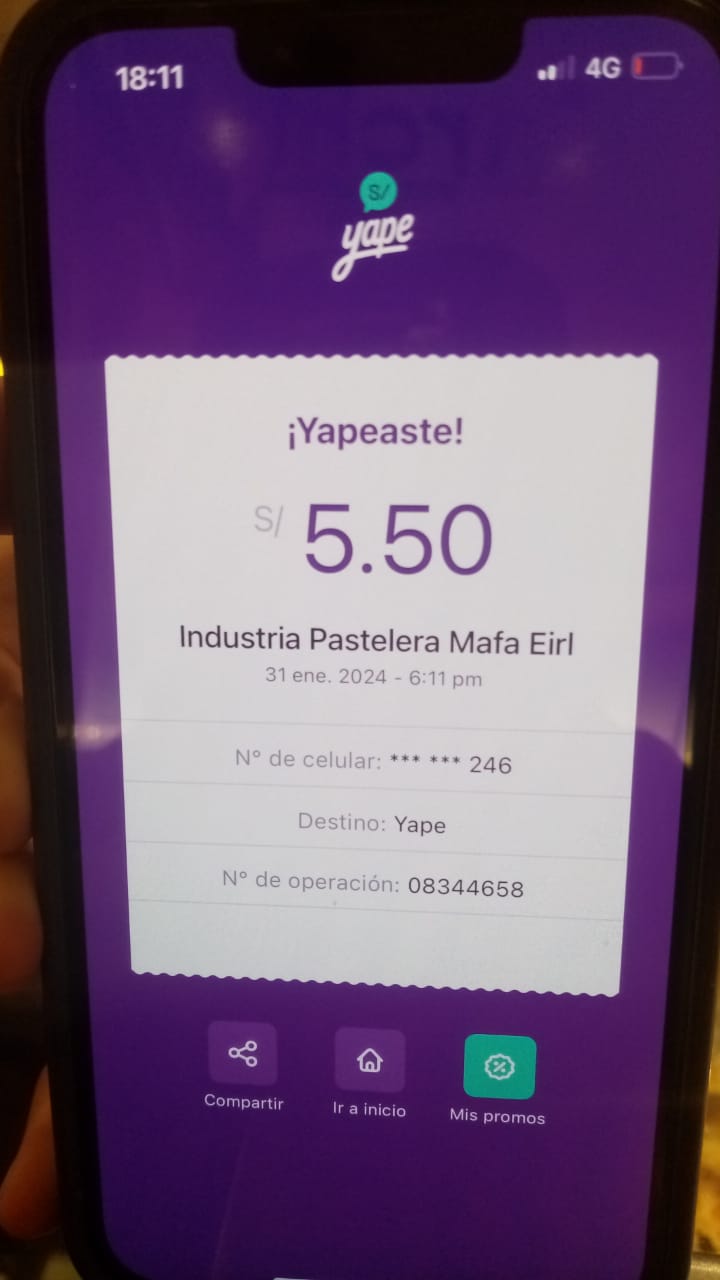 18:11
4G
S/
yape
¡Yapeaste!
S/ 5.50
Industria Pastelera Mafa Eirl
31 ene. 2024 - 6:11 pm
N° de celular: *** *** 246
Destino: Yape
N° de operación: 08344658
Compartir
Ir a inicio
Mis promos